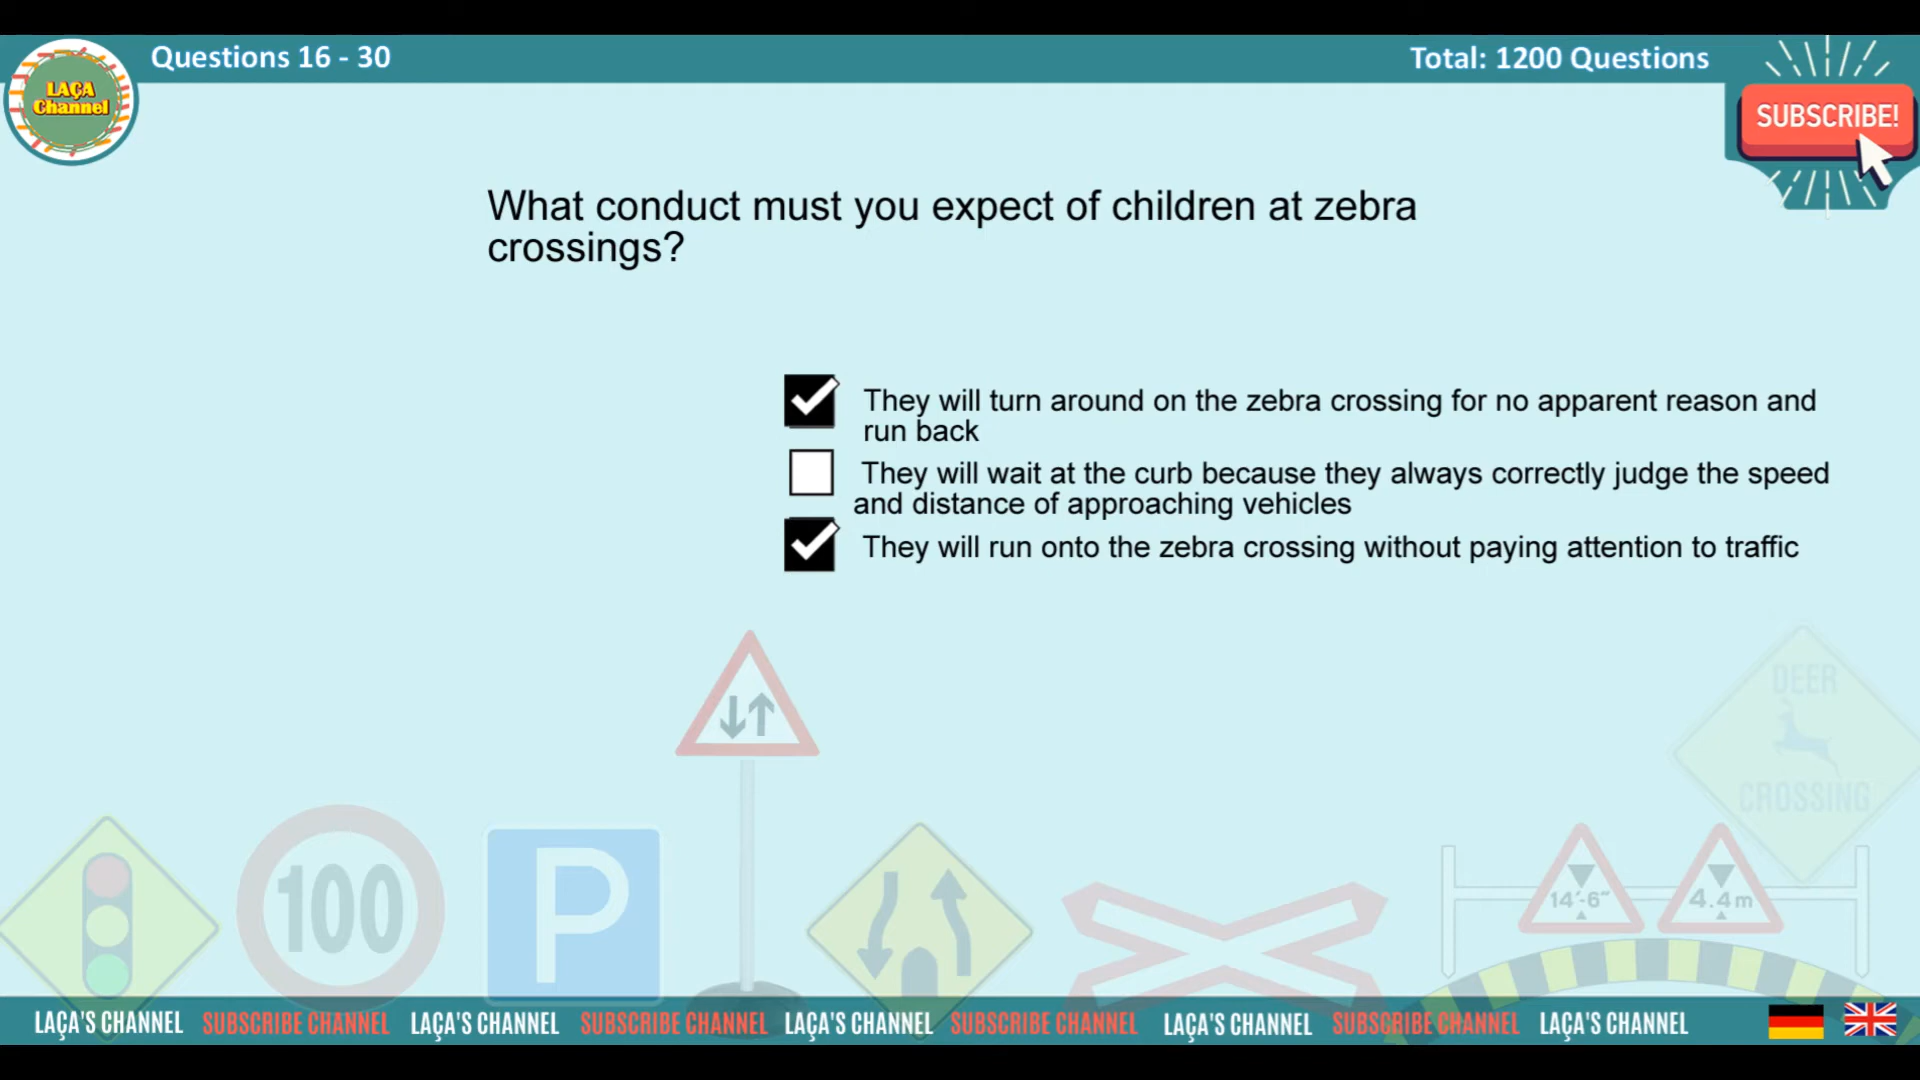 Questions 16 - 30
Total: 1200 Questions
LAÇA
Channel
SUBSCRIBE!
What conduct must you expect of children at zebra
crossings?
They will turn around on the zebra crossing for no apparent reason and
run back
They will wait at the curb because they always correctly judge the speed
and distance of approaching vehicles
They will run onto the zebra crossing without paying attention to traffic
DEER
CROSSING
100
P
14'-6"
4.4m
LAÇA'S CHANNEL SUBSCRIBE CHANNEL LAÇA'S CHANNEL SUBSCRIBE CHANNEL LAÇA'S CHANNEL SUBSCRIBE CHANNEL LAÇA'S CHANNEL SUBSCRIBE CHANNEL LAÇA'S CHANNEL